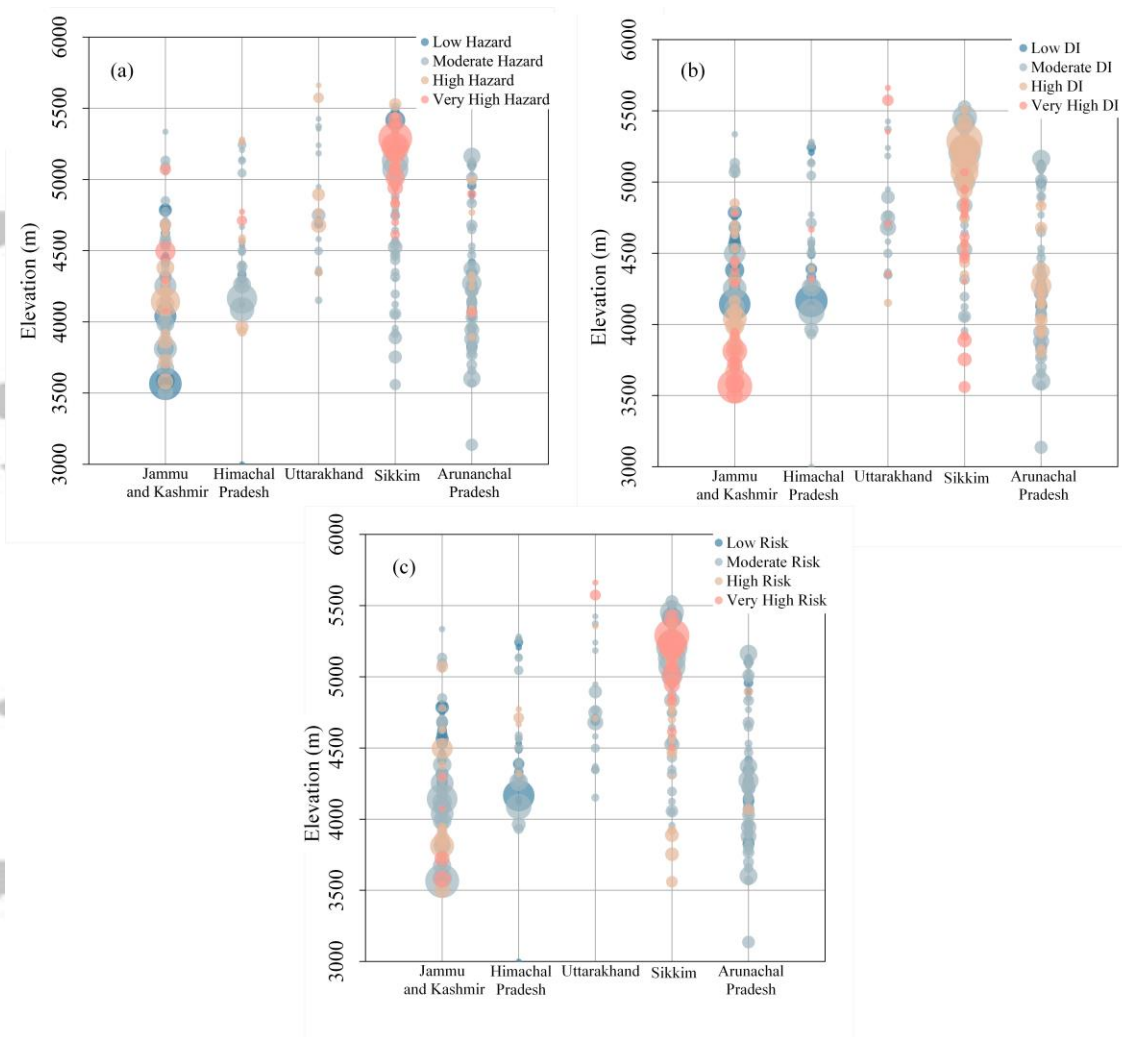 6000
5500
5000
4500
4000
3500
3000
Elevation (m)
(a)
Low Hazard
Moderate Hazard
High Hazard
Very High Hazard
Jammu
and Kashmir
Himachal
Pradesh
Uttarakhand
Sikkim
Arunanchal
Pradesh
6000
5500
5000
4500
4000
3500
3000
Elevation (m)
(b)
Low DI
Moderate DI
High DI
Very High DI
Jammu
and Kashmir
Himachal
Pradesh
Uttarakhand
Sikkim
Arunachal
Pradesh
6000
5500
5000
4500
4000
3500
3000
Elevation (m)
(c)
Low Risk
Moderate Risk
High Risk
Very High Risk
Jammu
and Kashmir
Himachal
Pradesh
Uttarakhand
Sikkim
Arunachal
Pradesh